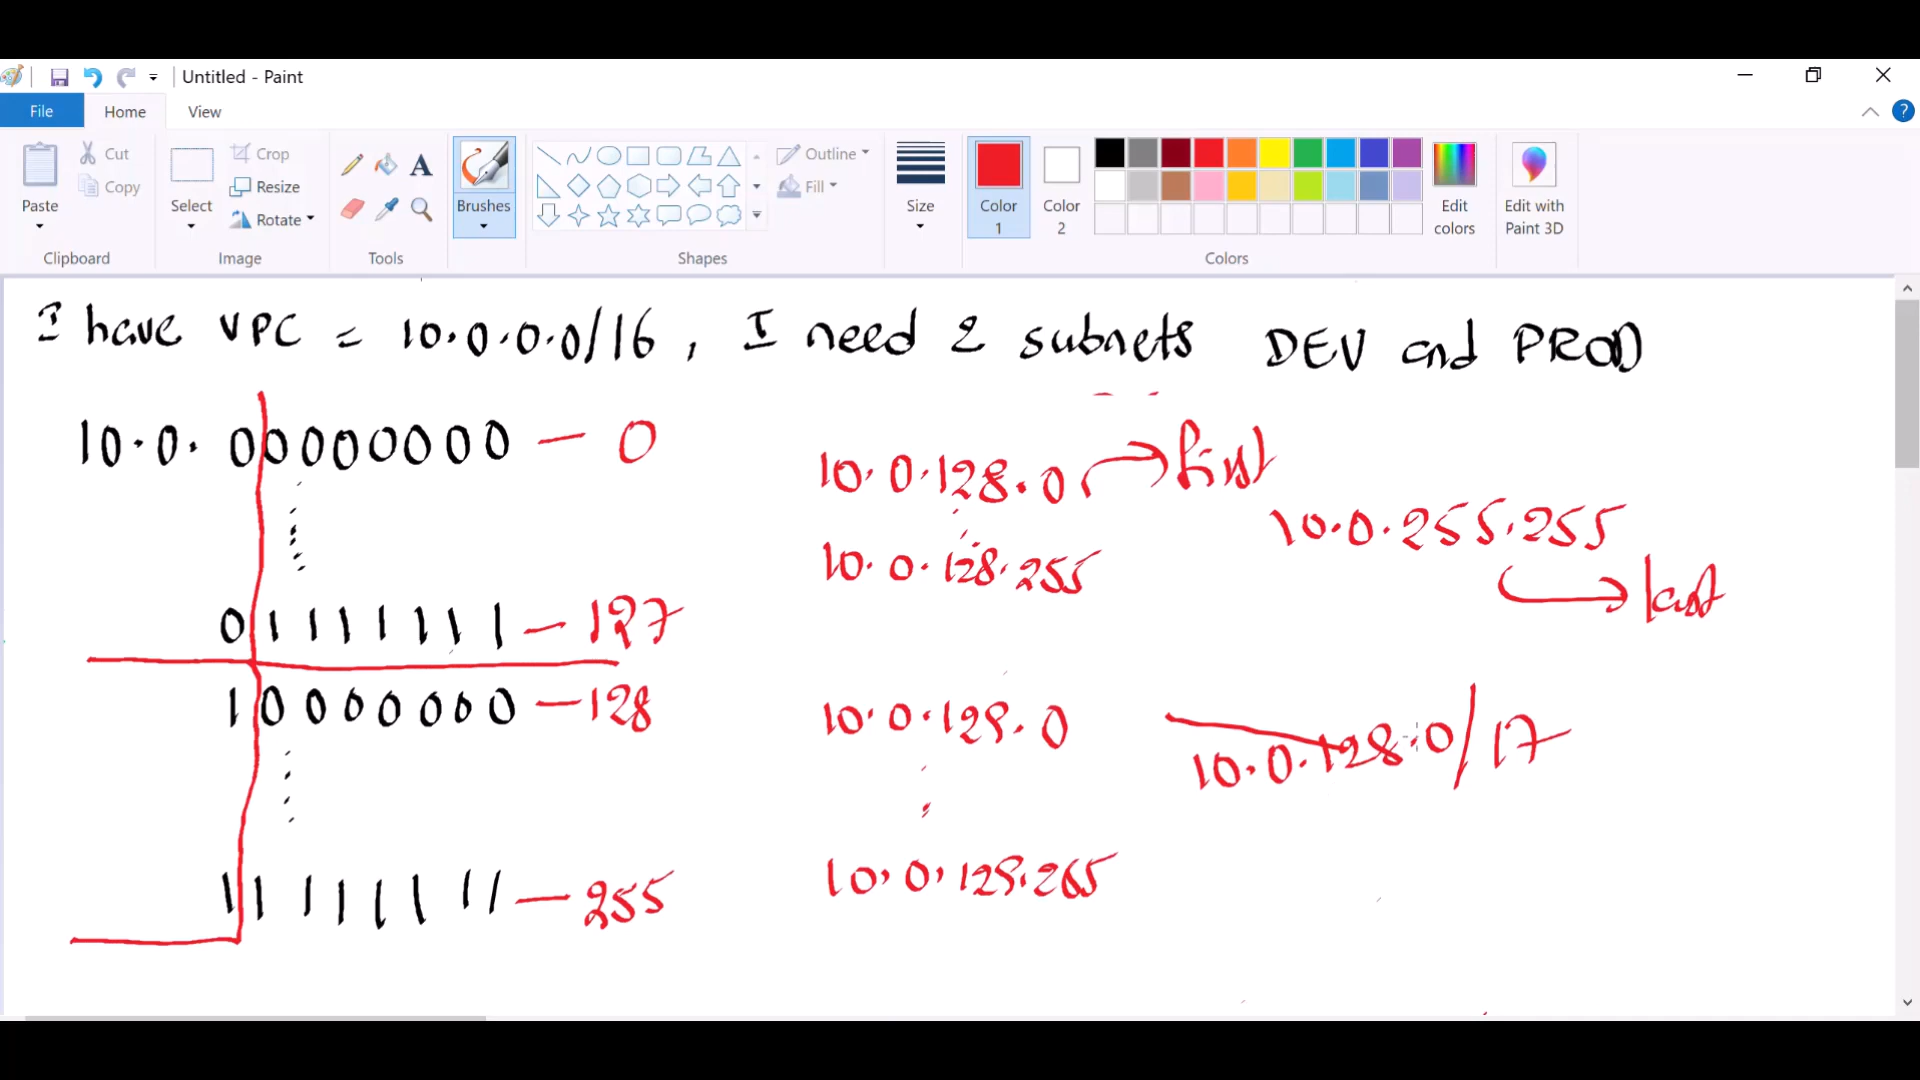 Untitled - Paint
File Home View
Paste
Cut
Copy
Clipboard
Select
Crop
Resize
Rotate
Image
Tools
Brushes
Outline
Fill
Shapes
Size
Color 1
Color 2
Edit colors
Colors
Edit with Paint 3D
I have VPC = 10.0.0.0/16, I need 2 subnets DEV and PROD
10.0. 00000000 — 0
01111111 — 127
10000000 — 128
11111111 — 255
10.0.128.0 → first
10.0.128.255
10.0.255.255
→ last
10.0.129.0
10.0.129.255
10.0.128.0/17